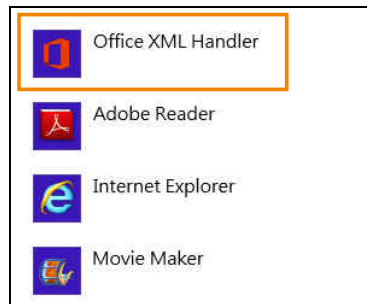 Office XML Handler
Adobe Reader
Internet Explorer
Movie Maker